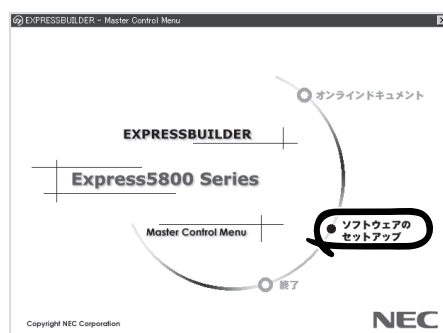 EXPRESSBUILDER - Master Control Menu
オンラインドキュメント
EXPRESSBUILDER
Express5800 Series
Master Control Menu
ソフトウェアの
セットアップ
終了
Copyright NEC Corporation
NEC